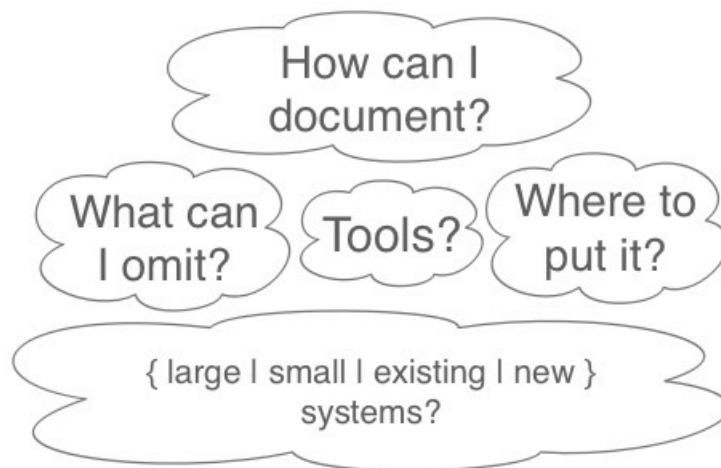 How can I
document?
What can
I omit?
Tools?
Where to
put it?
{ large | small | existing | new }
systems?